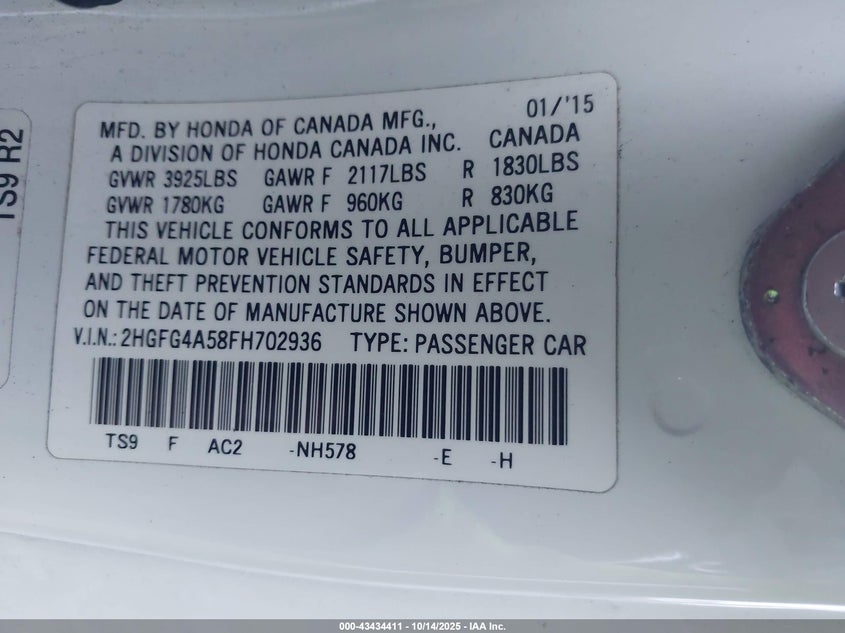 TS9 R2
01/'15
MFD. BY HONDA OF CANADA MFG.,
A DIVISION OF HONDA CANADA INC. CANADA
GVWR 3925LBS GAWR F 2117LBS R 1830LBS
GVWR 1780KG GAWR F 960KG R 830KG
THIS VEHICLE CONFORMS TO ALL APPLICABLE
FEDERAL MOTOR VEHICLE SAFETY, BUMPER,
AND THEFT PREVENTION STANDARDS IN EFFECT
ON THE DATE OF MANUFACTURE SHOWN ABOVE.
V.I.N.: 2HGFG4A58FH702936 TYPE: PASSENGER CAR
TS9 F AC2 -NH578 -E -H
000-43434411 - 10/14/2025 - IAA Inc.